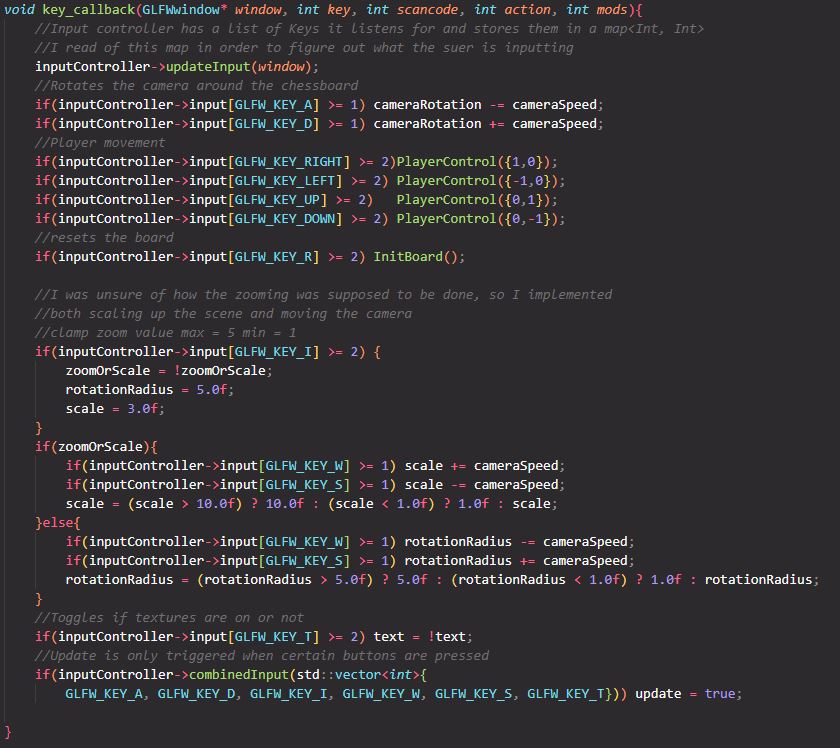 void key_callback(GLFWwindow* window, int key, int scancode, int action, int mods){
    //Input controller has a list of Keys it listens for and stores them in a map<Int, Int>
    //I read of this map in order to figure out what the suer is inputting
    inputController->updateInput(window);
    //Rotates the camera around the chessboard
    if(inputController->input[GLFW_KEY_A] >= 1) cameraRotation -= cameraSpeed;
    if(inputController->input[GLFW_KEY_D] >= 1) cameraRotation += cameraSpeed;
    //Player movement
    if(inputController->input[GLFW_KEY_RIGHT] >= 2)PlayerControl({1,0});
    if(inputController->input[GLFW_KEY_LEFT] >= 2) PlayerControl({-1,0});
    if(inputController->input[GLFW_KEY_UP] >= 2)   PlayerControl({0,1});
    if(inputController->input[GLFW_KEY_DOWN] >= 2) PlayerControl({0,-1});
    //resets the board
    if(inputController->input[GLFW_KEY_R] >= 2) InitBoard();

    //I was unsure of how the zooming was supposed to be done, so I implemented
    //both scaling up the scene and moving the camera
    //clamp zoom value max = 5 min = 1
    if(inputController->input[GLFW_KEY_I] >= 2) {
        zoomOrScale = !zoomOrScale;
        rotationRadius = 5.0f;
        scale = 3.0f;
    }
    if(zoomOrScale){
        if(inputController->input[GLFW_KEY_W] >= 1) scale += cameraSpeed;
        if(inputController->input[GLFW_KEY_S] >= 1) scale -= cameraSpeed;
        scale = (scale > 10.0f) ? 10.0f : (scale < 1.0f) ? 1.0f : scale;
    }else{
        if(inputController->input[GLFW_KEY_W] >= 1) rotationRadius -= cameraSpeed;
        if(inputController->input[GLFW_KEY_S] >= 1) rotationRadius += cameraSpeed;
        rotationRadius = (rotationRadius > 5.0f) ? 5.0f : (rotationRadius < 1.0f) ? 1.0f : rotationRadius;
    }
    //Toggles if textures are on or not
    if(inputController->input[GLFW_KEY_T] >= 2) text = !text;
    //Update is only triggered when certain buttons are pressed
    if(inputController->combinedInput(std::vector<int>{
        GLFW_KEY_A, GLFW_KEY_D, GLFW_KEY_I, GLFW_KEY_W, GLFW_KEY_S, GLFW_KEY_T})) update = true;

}